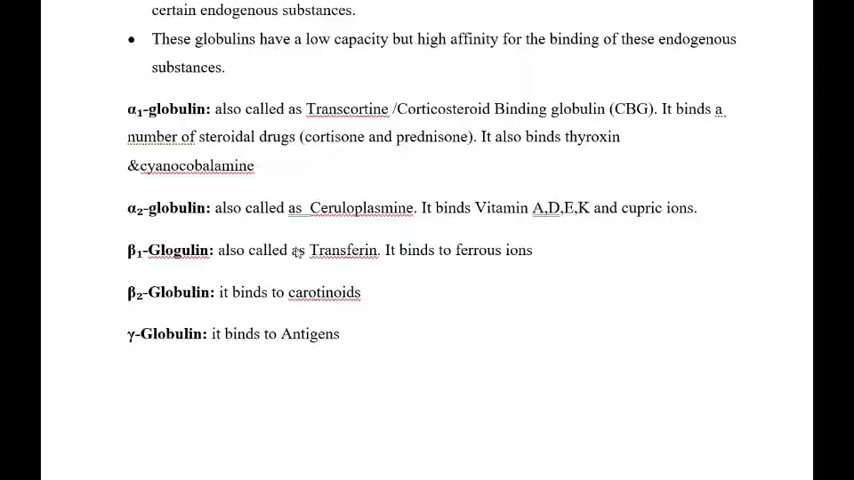 certain endogenous substances.
• These globulins have a low capacity but high affinity for the binding of these endogenous
substances.
α₁-globulin: also called as Transcortine /Corticosteroid Binding globulin (CBG). It binds a
number of steroidal drugs (cortisone and prednisone). It also binds thyroxin
&cyanocobalamine
α₂-globulin: also called as Ceruloplasmine. It binds Vitamin A,D,E,K and cupric ions.
β₁-Glogulin: also called as Transferin. It binds to ferrous ions
β₂-Globulin: it binds to carotinoids
γ-Globulin: it binds to Antigens